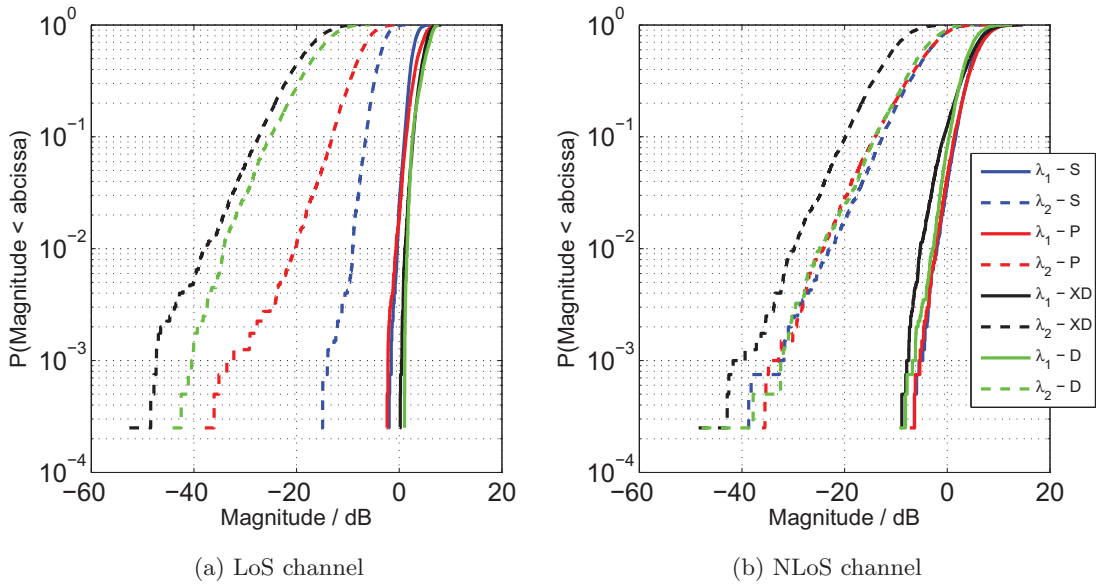 P(Magnitude < abcissa)
10^0
10^-1
10^-2
10^-3
10^-4
−60 −40 −20 0 20
Magnitude / dB
(a) LoS channel
P(Magnitude < abcissa)
10^0
10^-1
10^-2
10^-3
10^-4
−60 −40 −20 0 20
Magnitude / dB
(b) NLoS channel
λ1 − S
λ2 − S
λ1 − P
λ2 − P
λ1 − XD
λ2 − XD
λ1 − D
λ2 − D